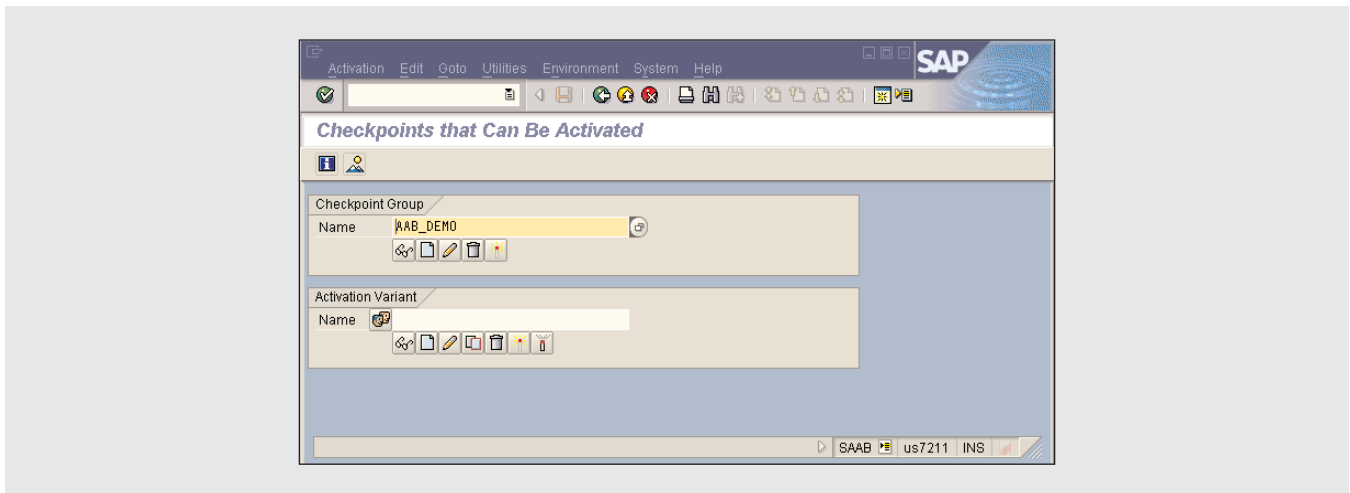 Activation Edit Goto Utilities Environment System Help
SAP
Checkpoints that Can Be Activated
Checkpoint Group
Name AAB_DEMO
Activation Variant
Name
SAAB us7211 INS